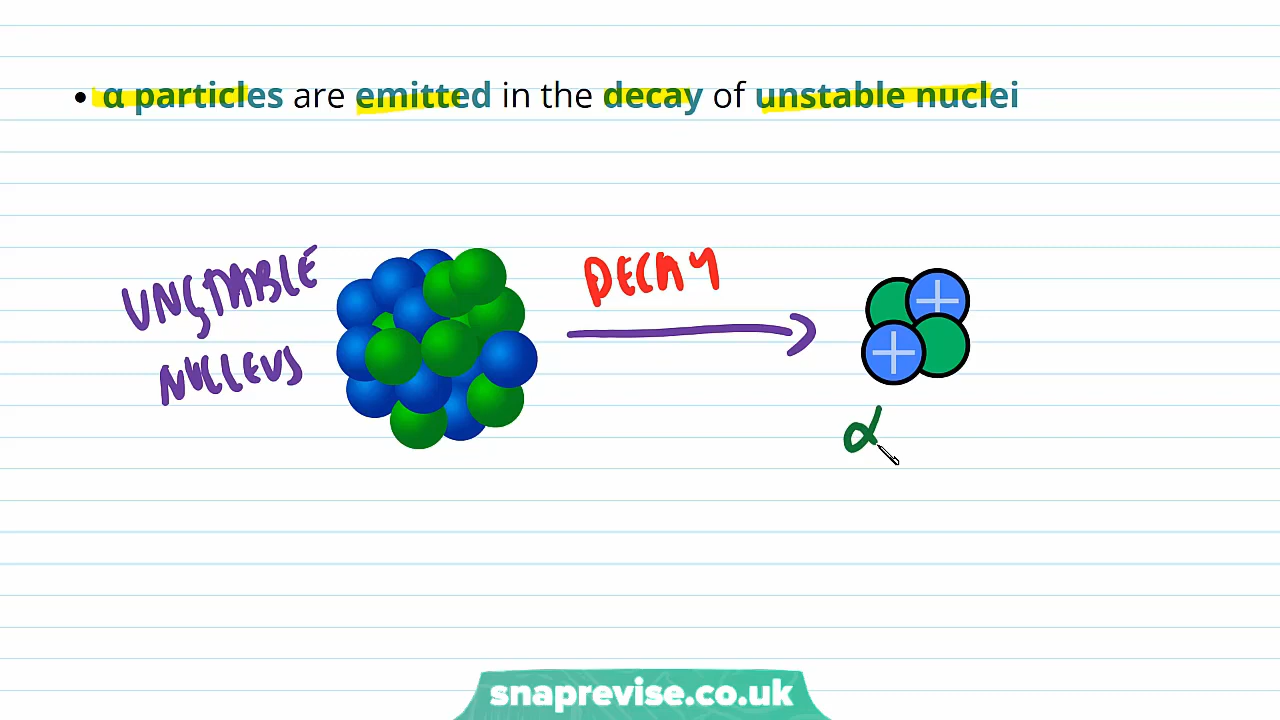 • α particles are emitted in the decay of unstable nuclei
UNSTABLE
NUCLEUS
DECAY
+
+
α
snaprevise.co.uk